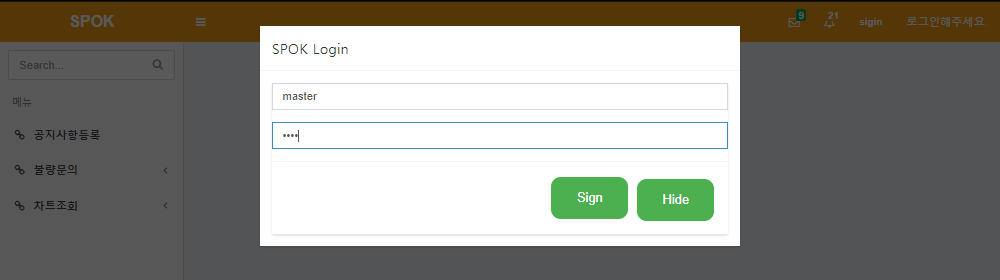 SPOK
9
21
sigin
로그인해주세요
SPOK Login
Search...
master
메뉴
••••
공지사항등록
불량문의
차트조회
Sign
Hide